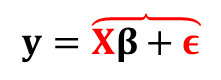 y = Xβ + ϵ